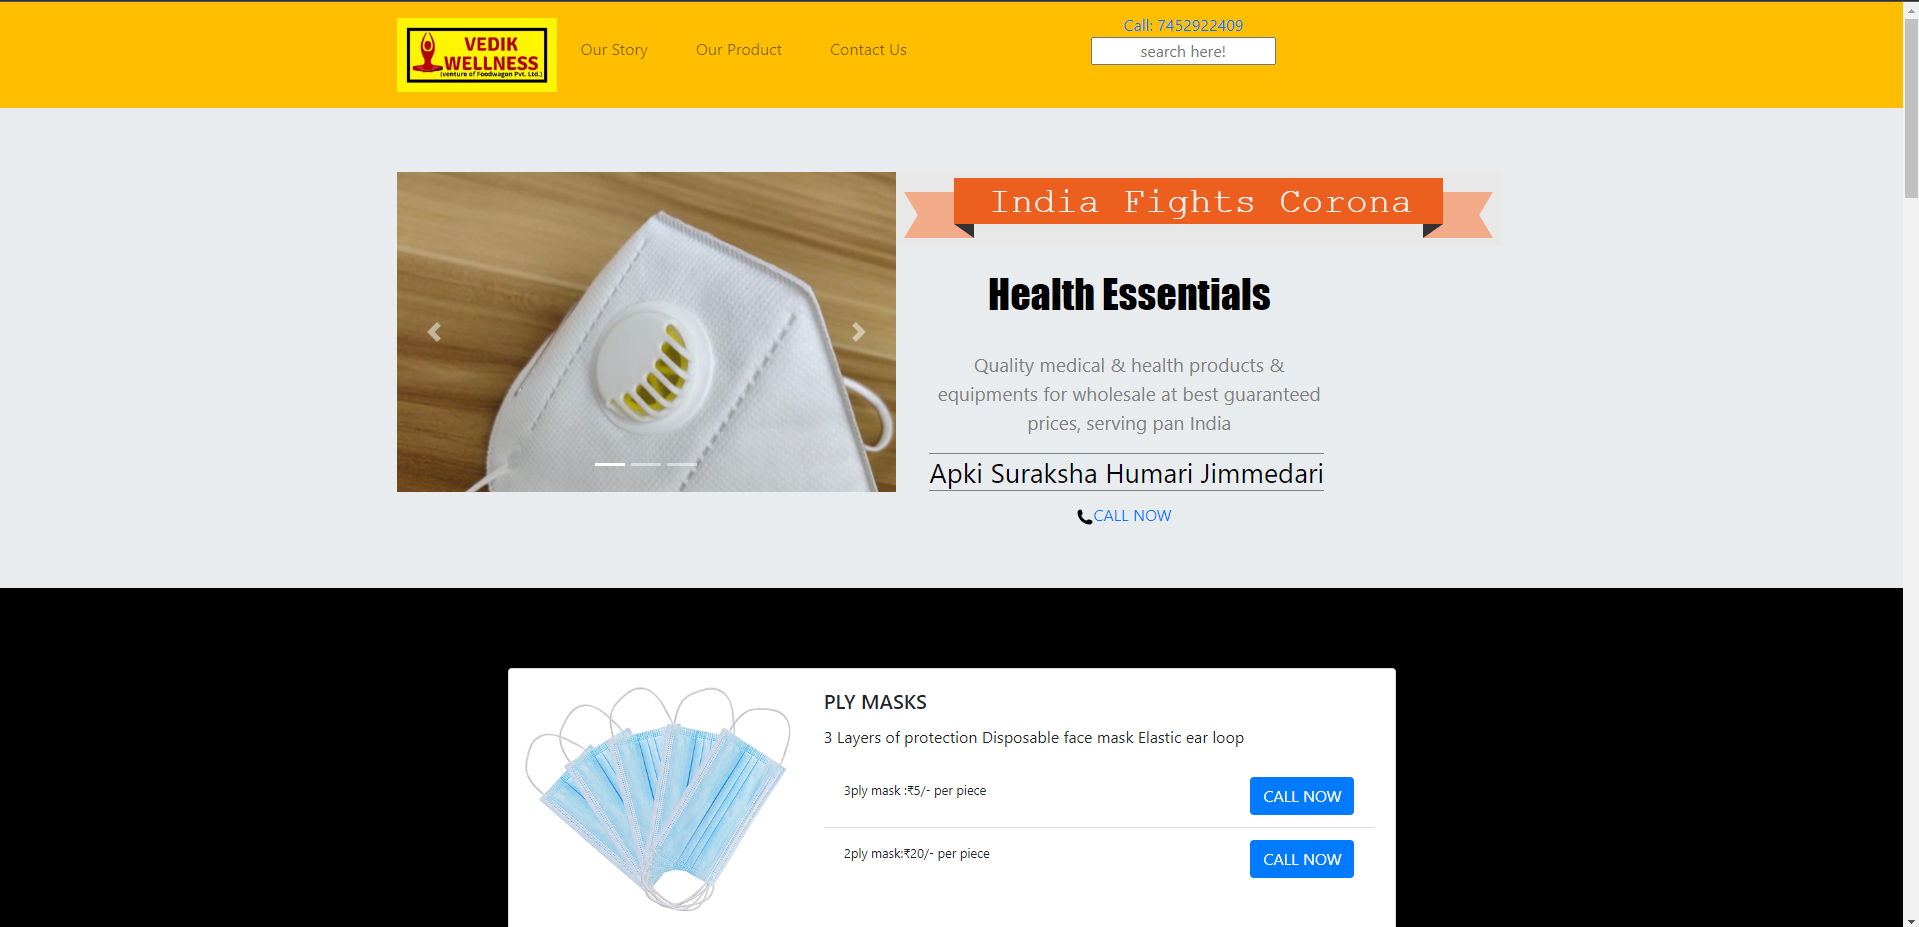 VEDIK
WELLNESS
(venture of Foodwagon Pvt. Ltd.)
Our Story
Our Product
Contact Us
Call: 7452922409
search here!
India Fights Corona
Health Essentials
Quality medical & health products &
equipments for wholesale at best guaranteed
prices, serving pan India
Apki Suraksha Humari Jimmedari
CALL NOW
PLY MASKS
3 Layers of protection Disposable face mask Elastic ear loop
3ply mask :₹5/- per piece
CALL NOW
2ply mask:₹20/- per piece
CALL NOW